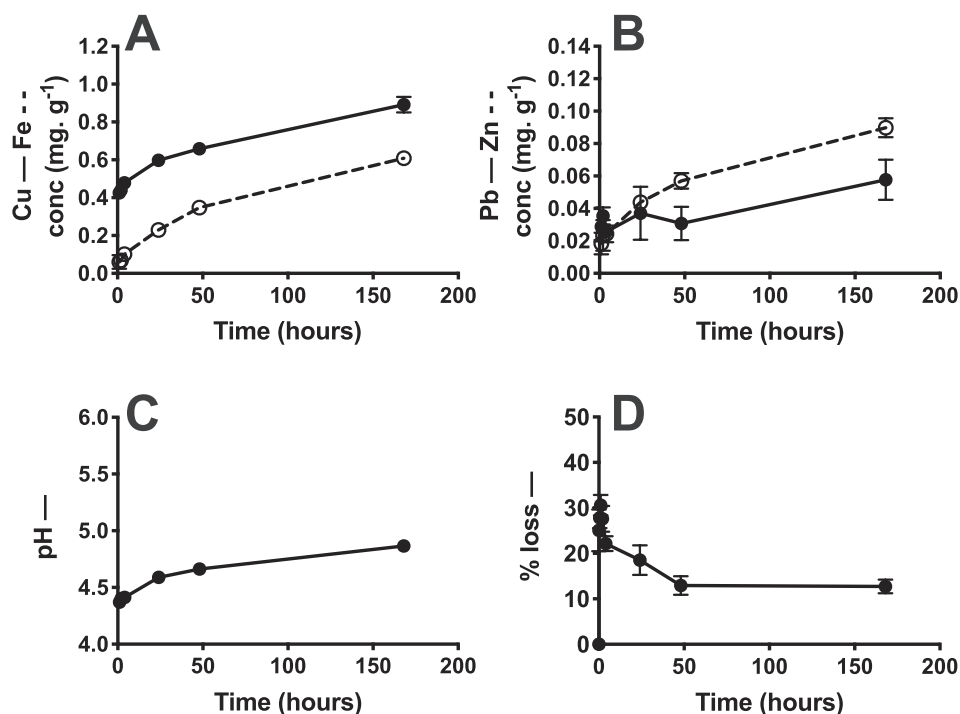 A
Cu — Fe - -
conc (mg. g⁻¹)
1.2
1.0
0.8
0.6
0.4
0.2
0.0
0 50 100 150 200
Time (hours)
B
Pb — Zn - -
conc (mg. g⁻¹)
0.14
0.12
0.10
0.08
0.06
0.04
0.02
0.00
0 50 100 150 200
Time (hours)
C
pH —
6.0
5.5
5.0
4.5
4.0
0 50 100 150 200
Time (hours)
D
% loss —
50
40
30
20
10
0
0 50 100 150 200
Time (hours)